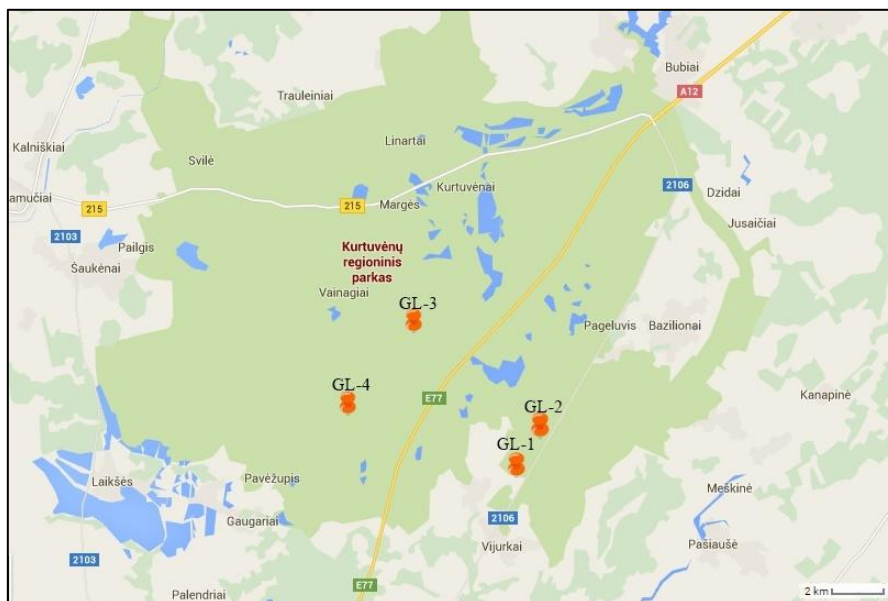 Bubiai
A12
Trauleiniai
Linartai
Kalniškiai
Svilė
Kurtuvėnai
2106
Dzidai
amučiai
215
215
Margės
Jusaičiai
2103
Pailgis
Šaukėnai
Kurtuvėnų
regioninis
parkas
Vainagiai
GL-3
Pageluvis
Bazilionai
GL-4
E77
Kanapinė
GL-2
GL-1
Laikšės
Pavėžupis
Meškinė
Gaugariai
2106
Vijurkai
Pašiaušė
2103
E77
Palendriai
2 km